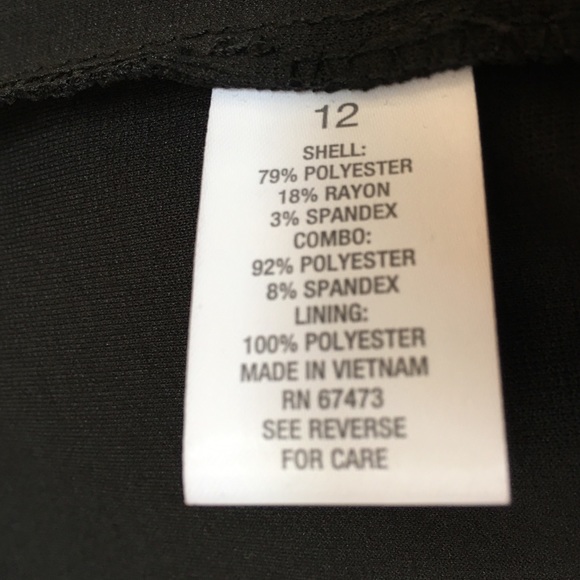 12
SHELL:
79% POLYESTER
18% RAYON
3% SPANDEX
COMBO:
92% POLYESTER
8% SPANDEX
LINING:
100% POLYESTER
MADE IN VIETNAM
RN 67473
SEE REVERSE
FOR CARE